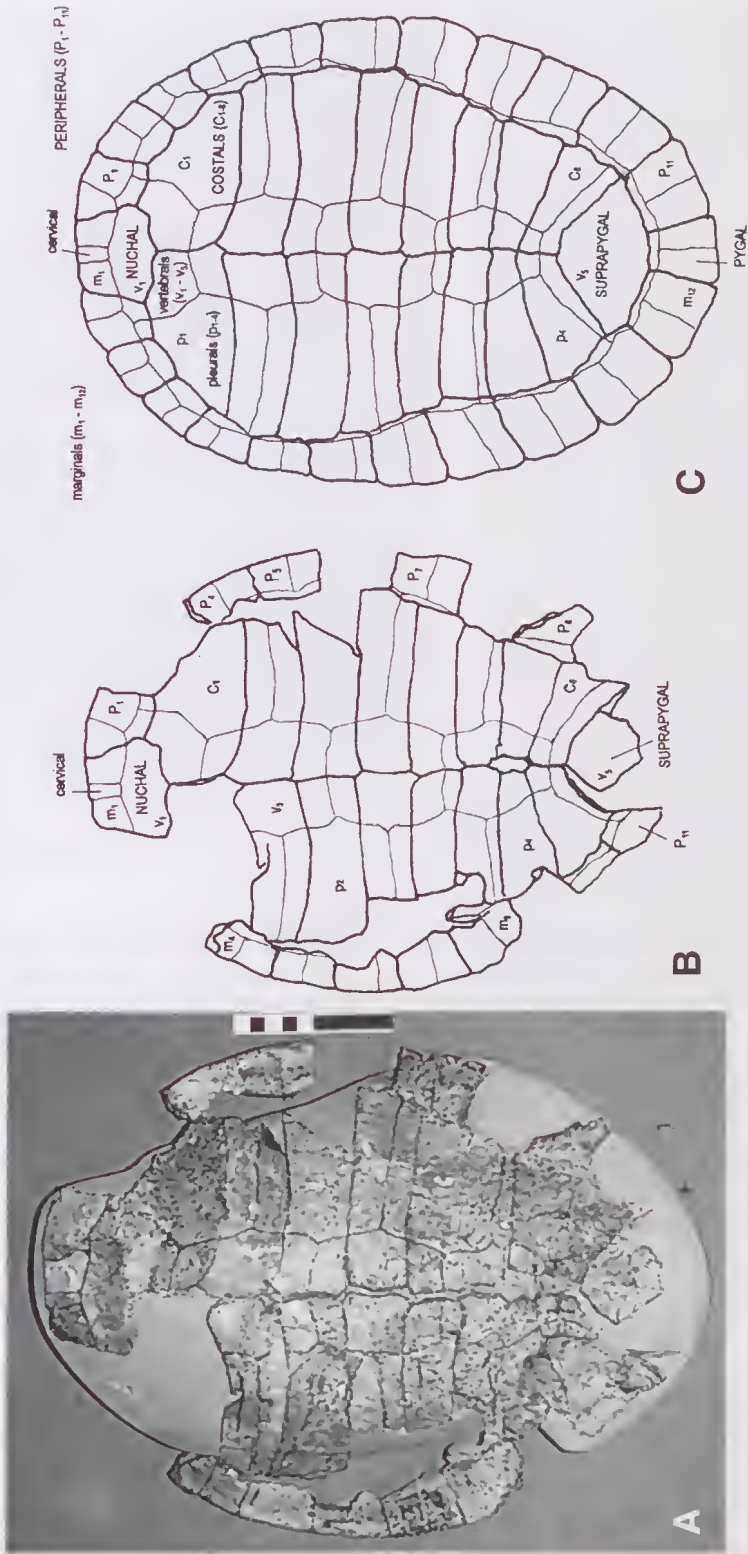 A
B
cervical
m₁
NUCHAL
v₁
P₁
P₄
P₅
C₁
v₃
p₂
m₄
P₇
m₉
p₄
C₈
P₈
v₅
SUPRAPYGAL
P₁₁
C
marginals (m₁ - m₁₂)
cervical
PERIPHERALS (P₁ - P₁₁)
m₁
P₁
NUCHAL
v₁
vertebrals
(v₁ - v₅)
p₁
pleurals (p₁₋₄)
C₁
COSTALS (C₁₋₈)
C₈
p₄
v₅
SUPRAPYGAL
P₁₁
m₁₂
PYGAL